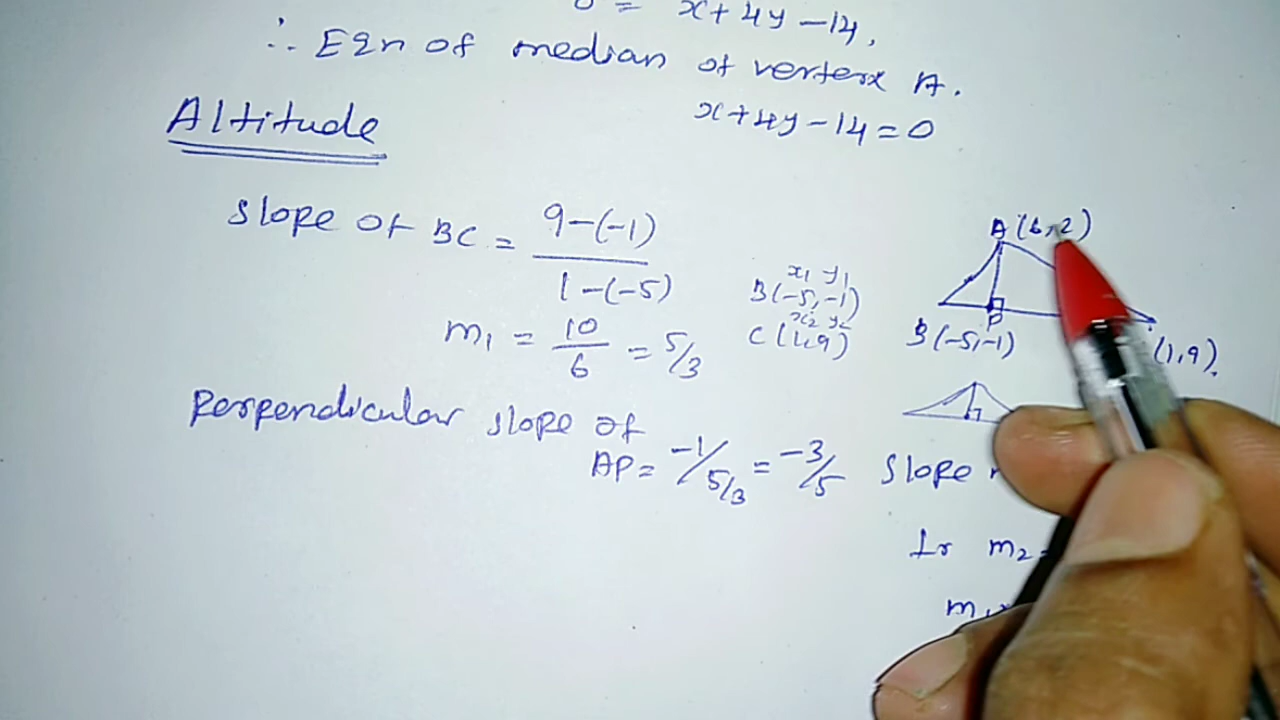 0 = x+4y-14,
∴ Eqn of median of vertex A.
x+4y-14=0
Altitude
Slope of BC = 9-(-1) / 1-(-5)
m₁ = 10/6 = 5/3
x₁ y₁
B(-5,-1)
x₂ y₂
C(1,9)
A(6,2)
P
B(-5,-1)
(1,9).
Perpendicular slope of
AP = -1/5/3 = -3/5
Slope
Lr m₂
m₁